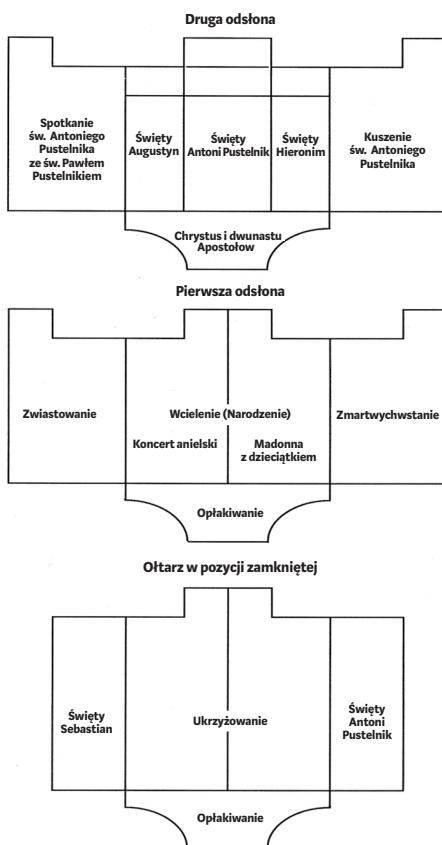 Druga odsłona
Spotkanie
św. Antoniego
Pustelnika
ze św. Pawłem
Pustelnikiem
Święty
Augustyn
Święty
Antoni Pustelnik
Święty
Hieronim
Kuszenie
św. Antoniego
Pustelnika
Chrystus i dwunastu
Apostołow
Pierwsza odsłona
Zwiastowanie
Wcielenie (Narodzenie)
Koncert anielski
Madonna
z dzieciątkiem
Zmartwychwstanie
Opłakiwanie
Ołtarz w pozycji zamkniętej
Święty
Sebastian
Ukrzyżowanie
Święty
Antoni
Pustelnik
Opłakiwanie